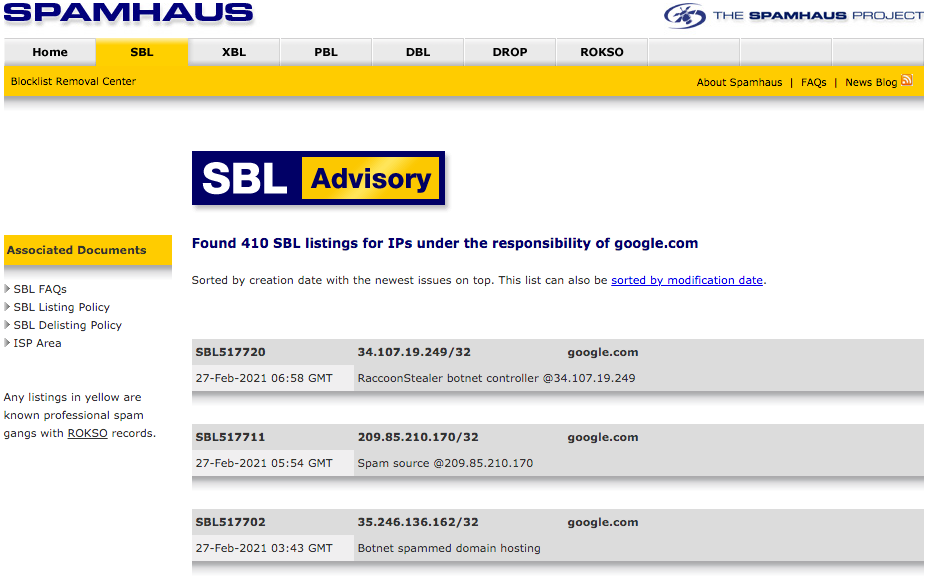 SPAMHAUS
THE SPAMHAUS PROJECT
Home SBL XBL PBL DBL DROP ROKSO
Blocklist Removal Center
About Spamhaus | FAQs | News Blog
SBL Advisory
Associated Documents
SBL FAQs
SBL Listing Policy
SBL Delisting Policy
ISP Area
Any listings in yellow are
known professional spam
gangs with ROKSO records.
Found 410 SBL listings for IPs under the responsibility of google.com
Sorted by creation date with the newest issues on top. This list can also be sorted by modification date.
SBL517720 34.107.19.249/32 google.com
27-Feb-2021 06:58 GMT RaccoonStealer botnet controller @34.107.19.249
SBL517711 209.85.210.170/32 google.com
27-Feb-2021 05:54 GMT Spam source @209.85.210.170
SBL517702 35.246.136.162/32 google.com
27-Feb-2021 03:43 GMT Botnet spammed domain hosting